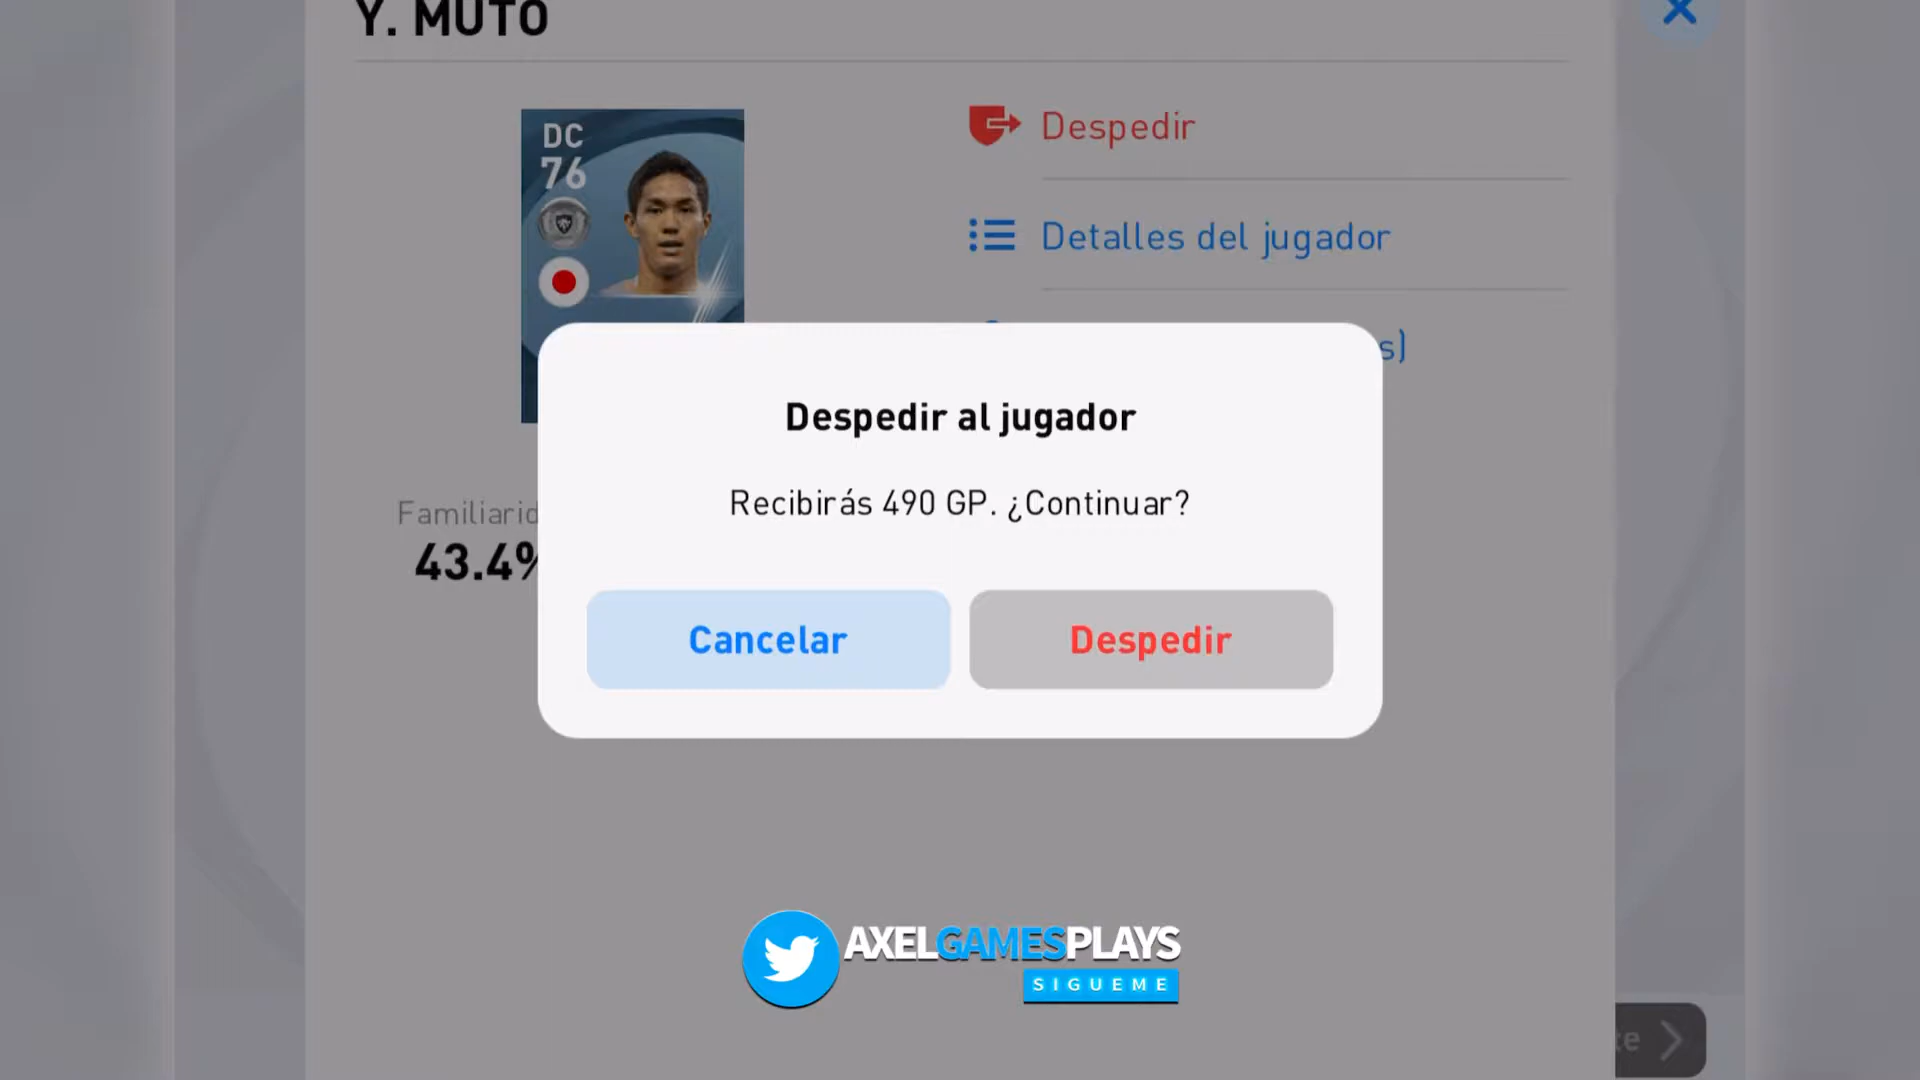 Y. MUTO
DC
76
Despedir
Detalles del jugador
s)
Despedir al jugador
Recibirás 490 GP. ¿Continuar?
Familiarid
43.4%
Cancelar
Despedir
AXELGAMESPLAYS
SIGUEME
te